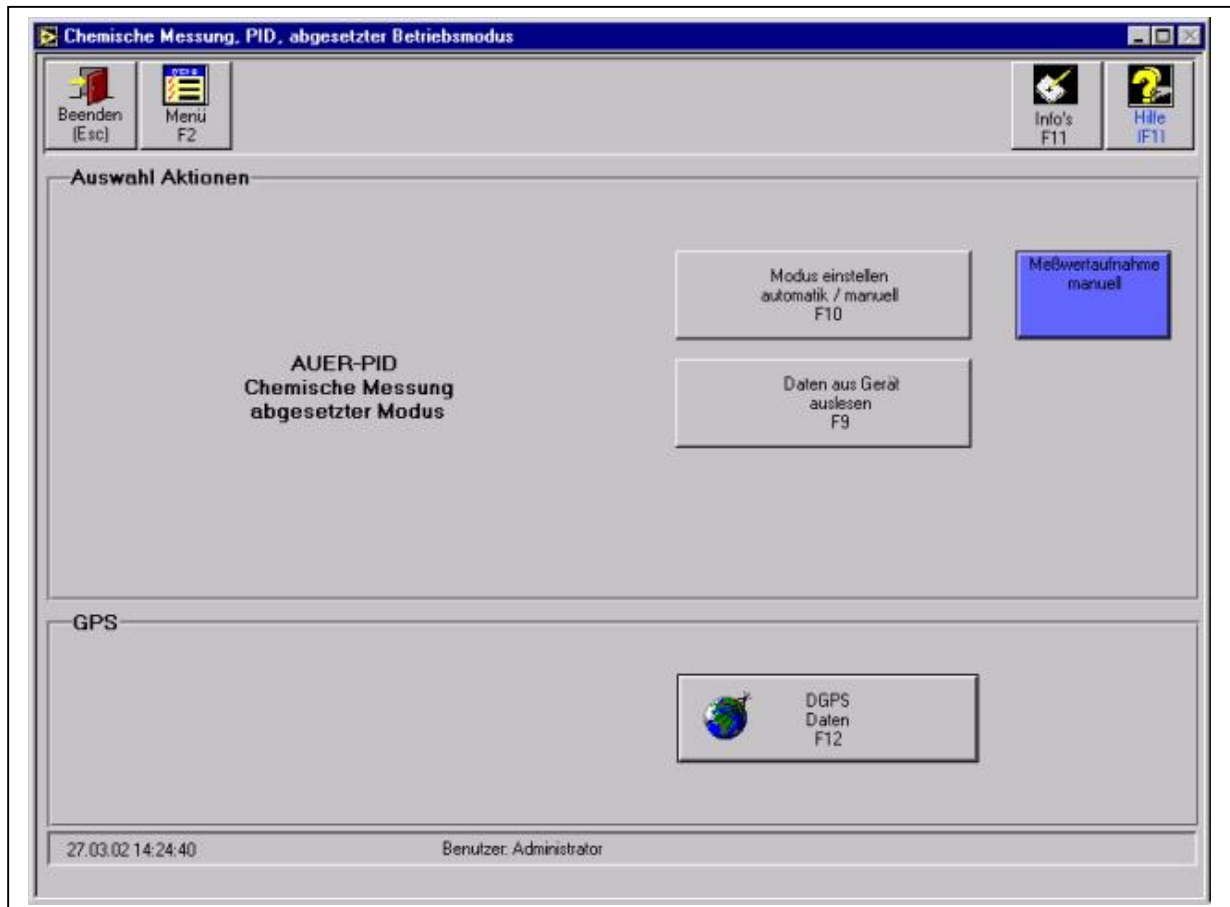 Chemische Messung, PID, abgesetzter Betriebsmodus
Beenden
(Esc)
Menü
F2
Info's
F11
Hilfe
(F1)
Auswahl Aktionen
Modus einstellen
automatik / manuell
F10
Meßwertaufnahme
manuell
AUER-PID
Chemische Messung
abgesetzter Modus
Daten aus Gerät
auslesen
F9
GPS
DGPS
Daten
F12
27.03.02 14:24:40
Benutzer: Administrator